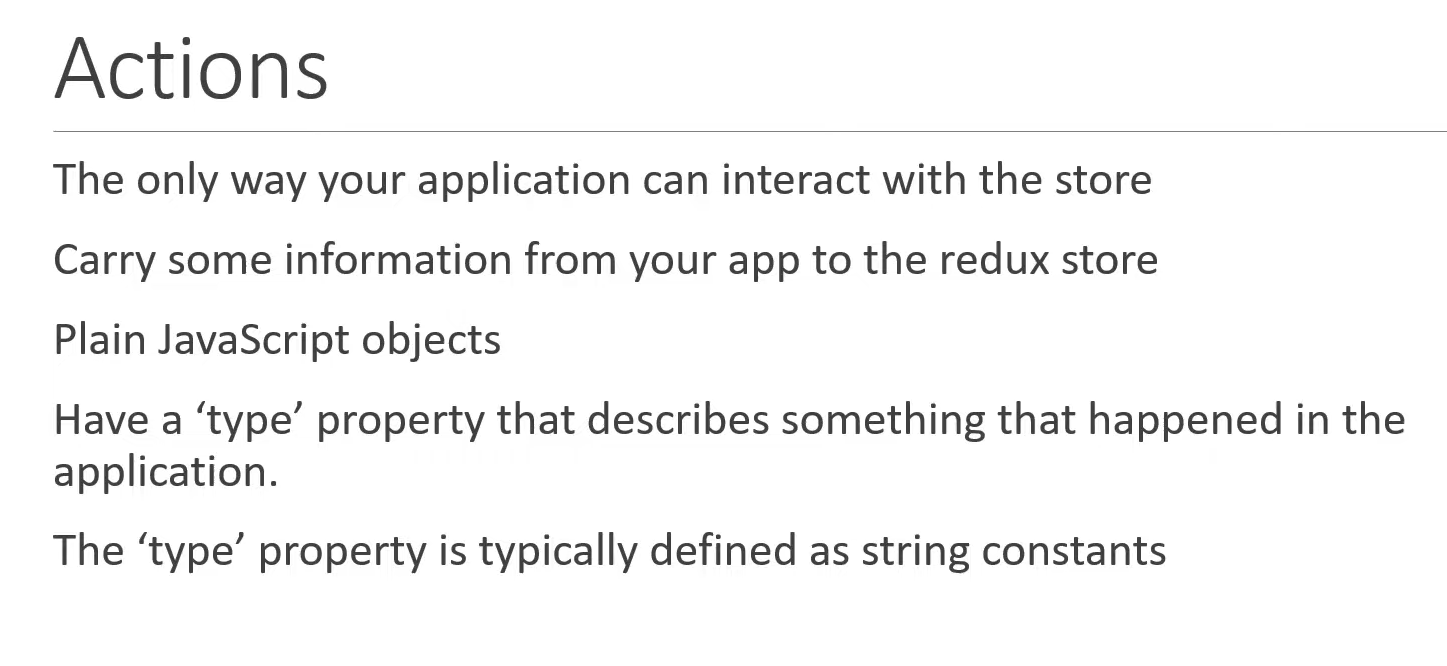 Actions
The only way your application can interact with the store
Carry some information from your app to the redux store
Plain JavaScript objects
Have a ‘type’ property that describes something that happened in the
application.
The ‘type’ property is typically defined as string constants